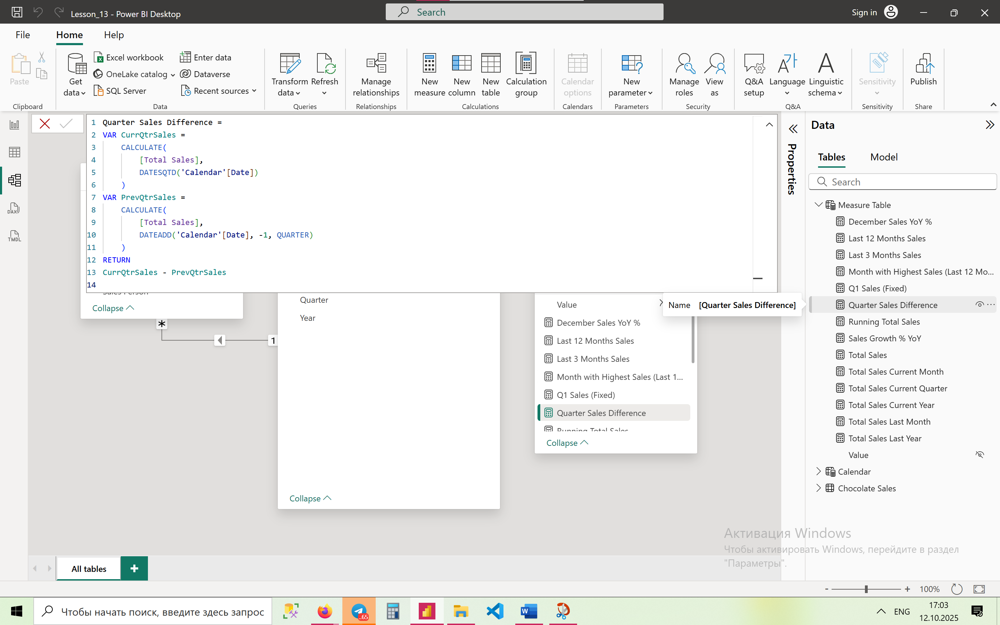 Lesson_13 - Power BI Desktop
Search
Sign in
File
Home
Help
Paste
Clipboard
Get data
Excel workbook
OneLake catalog
SQL Server
Enter data
Dataverse
Recent sources
Data
Transform data
Refresh
Queries
Manage relationships
Relationships
New measure
New column
New table
Calculation group
Calculations
Calendar options
Calendars
New parameter
Parameters
Manage roles
View as
Security
Q&A setup
Language
Linguistic schema
Q&A
Sensitivity
Sensitivity
Publish
Share
1 Quarter Sales Difference =
2 VAR CurrQtrSales =
3 CALCULATE(
4 [Total Sales],
5 DATESQTD('Calendar'[Date])
6 )
7 VAR PrevQtrSales =
8 CALCULATE(
9 [Total Sales],
10 DATEADD('Calendar'[Date], -1, QUARTER)
11 )
12 RETURN
13 CurrQtrSales - PrevQtrSales
14
DAX
TMDL
Sales Person
Collapse
*
1
Quarter
Year
Collapse
Value
December Sales YoY %
Last 12 Months Sales
Last 3 Months Sales
Month with Highest Sales (Last 1...
Q1 Sales (Fixed)
Quarter Sales Difference
Running Total Sales
Collapse
Name [Quarter Sales Difference]
Properties
Data
Tables
Model
Search
Measure Table
December Sales YoY %
Last 12 Months Sales
Last 3 Months Sales
Month with Highest Sales (Last 12 Mo...
Q1 Sales (Fixed)
Quarter Sales Difference
Running Total Sales
Sales Growth % YoY
Total Sales
Total Sales Current Month
Total Sales Current Quarter
Total Sales Current Year
Total Sales Last Month
Total Sales Last Year
Value
Calendar
Chocolate Sales
Активация Windows
Чтобы активировать Windows, перейдите в раздел
"Параметры".
All tables
+
- + 100%
Чтобы начать поиск, введите здесь запрос
..65
W
ENG
17:03
12.10.2025